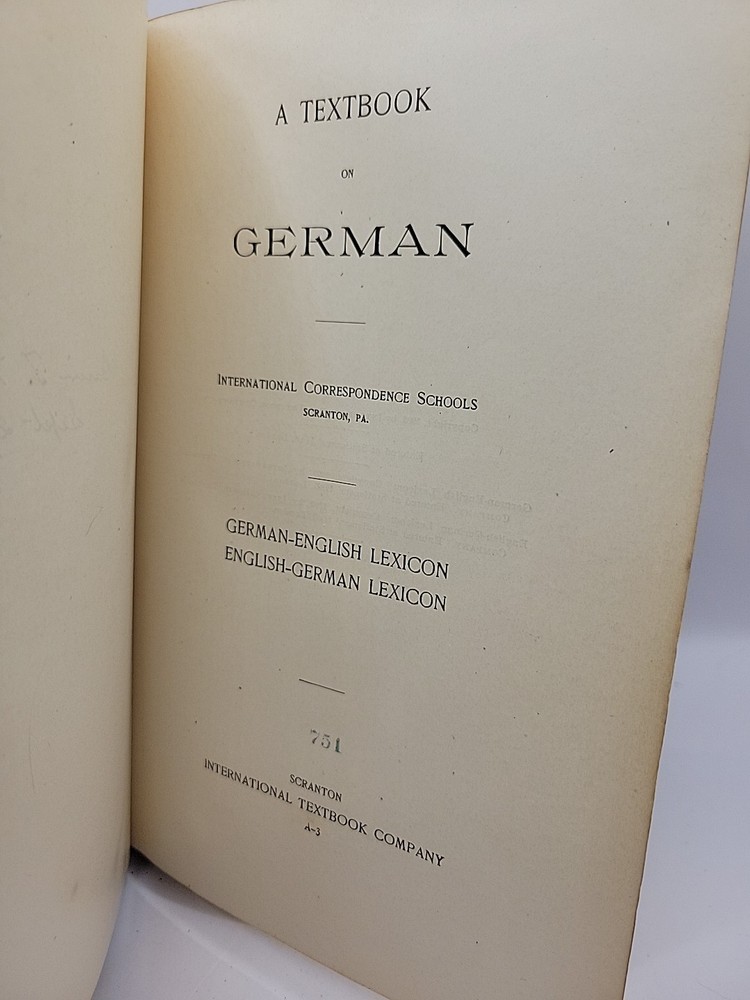 A TEXTBOOK
ON
GERMAN
INTERNATIONAL CORRESPONDENCE SCHOOLS
SCRANTON, PA.
GERMAN-ENGLISH LEXICON
ENGLISH-GERMAN LEXICON
751
SCRANTON
INTERNATIONAL TEXTBOOK COMPANY
A-3